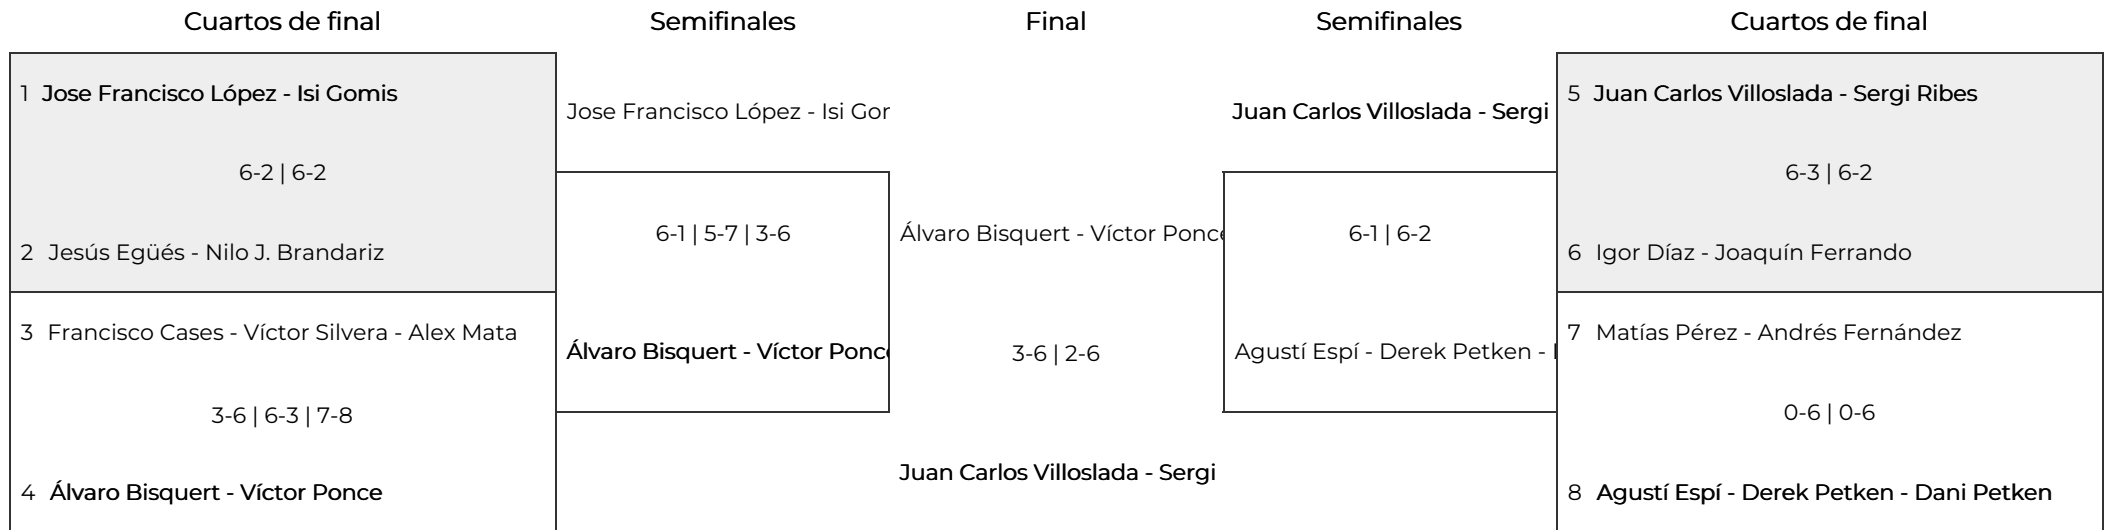 Cuartos de final
Semifinales
Final
Semifinales
Cuartos de final
1 Jose Francisco López - Isi Gomis
6-2 | 6-2
2 Jesús Egüés - Nilo J. Brandariz
3 Francisco Cases - Víctor Silvera - Alex Mata
3-6 | 6-3 | 7-8
4 Álvaro Bisquert - Víctor Ponce
Jose Francisco López - Isi Gor
6-1 | 5-7 | 3-6
Álvaro Bisquert - Víctor Ponce
Álvaro Bisquert - Víctor Ponce
3-6 | 2-6
Juan Carlos Villoslada - Sergi
Juan Carlos Villoslada - Sergi
6-1 | 6-2
Agustí Espí - Derek Petken -
5 Juan Carlos Villoslada - Sergi Ribes
6-3 | 6-2
6 Igor Díaz - Joaquín Ferrando
7 Matías Pérez - Andrés Fernández
0-6 | 0-6
8 Agustí Espí - Derek Petken - Dani Petken